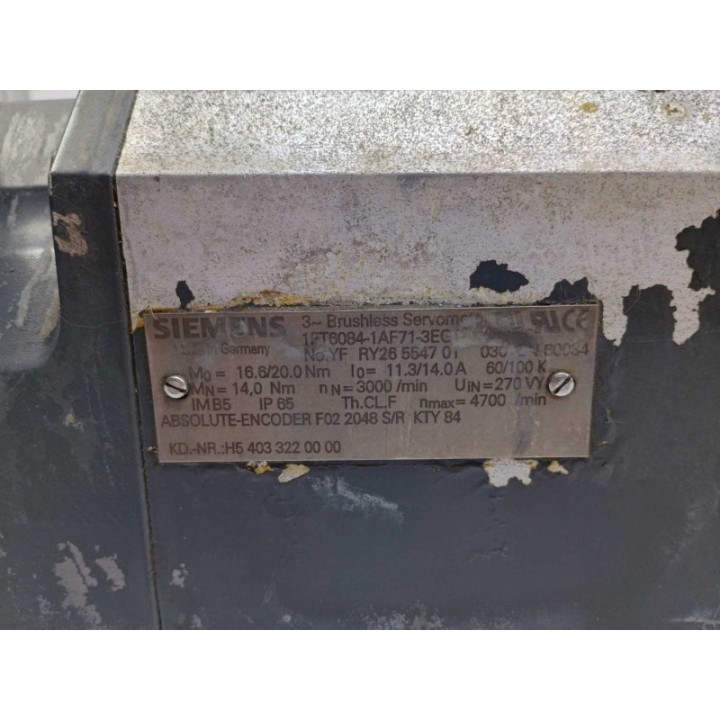 SIEMENS 3~ Brushless Servomo
Germany 1FT6084-1AF71-3EG
No.YF RY26 5547 01 030
M0 = 16.6/20.0 Nm I0 = 11.3/14.0 A 60/100 K
MN = 14,0 Nm nN = 3000 /min UIN = 270 VY
IM B5 IP 65 Th.CL.F nmax = 4700 /min
ABSOLUTE-ENCODER F02 2048 S/R KTY 84
KD.-NR.:H5 403 322 00 00